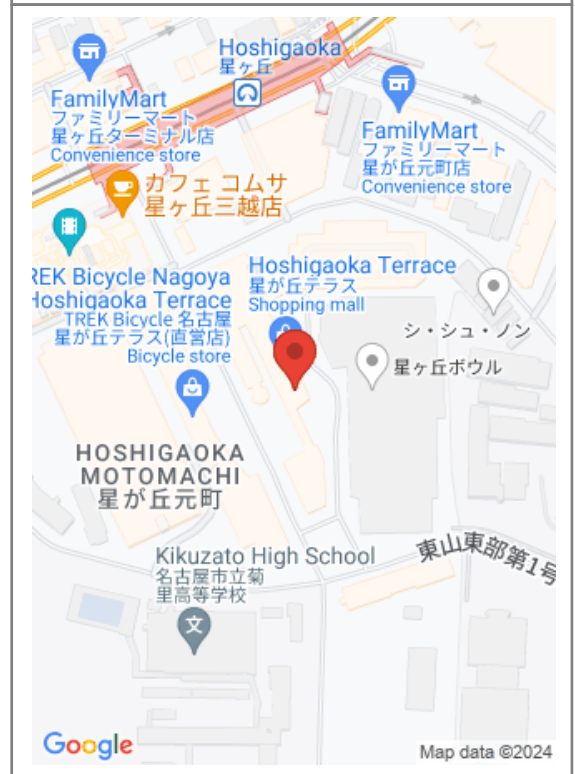 Hoshigaoka
星ヶ丘
FamilyMart
ファミリーマート
星ヶ丘ターミナル店
Convenience store
FamilyMart
ファミリーマート
星が丘元町店
Convenience store
カフェ コムサ
星ヶ丘三越店
REK Bicycle Nagoya
Hoshigaoka Terrace
TREK Bicycle 名古屋
星が丘テラス(直営店)
Bicycle store
Hoshigaoka Terrace
星が丘テラス
Shopping mall
シ・シュ・ノン
星ヶ丘ボウル
HOSHIGAOKA
MOTOMACHI
星が丘元町
Kikuzato High School
名古屋市立菊
里高等学校
文
東山東部第1号
Google
Map data ©2024